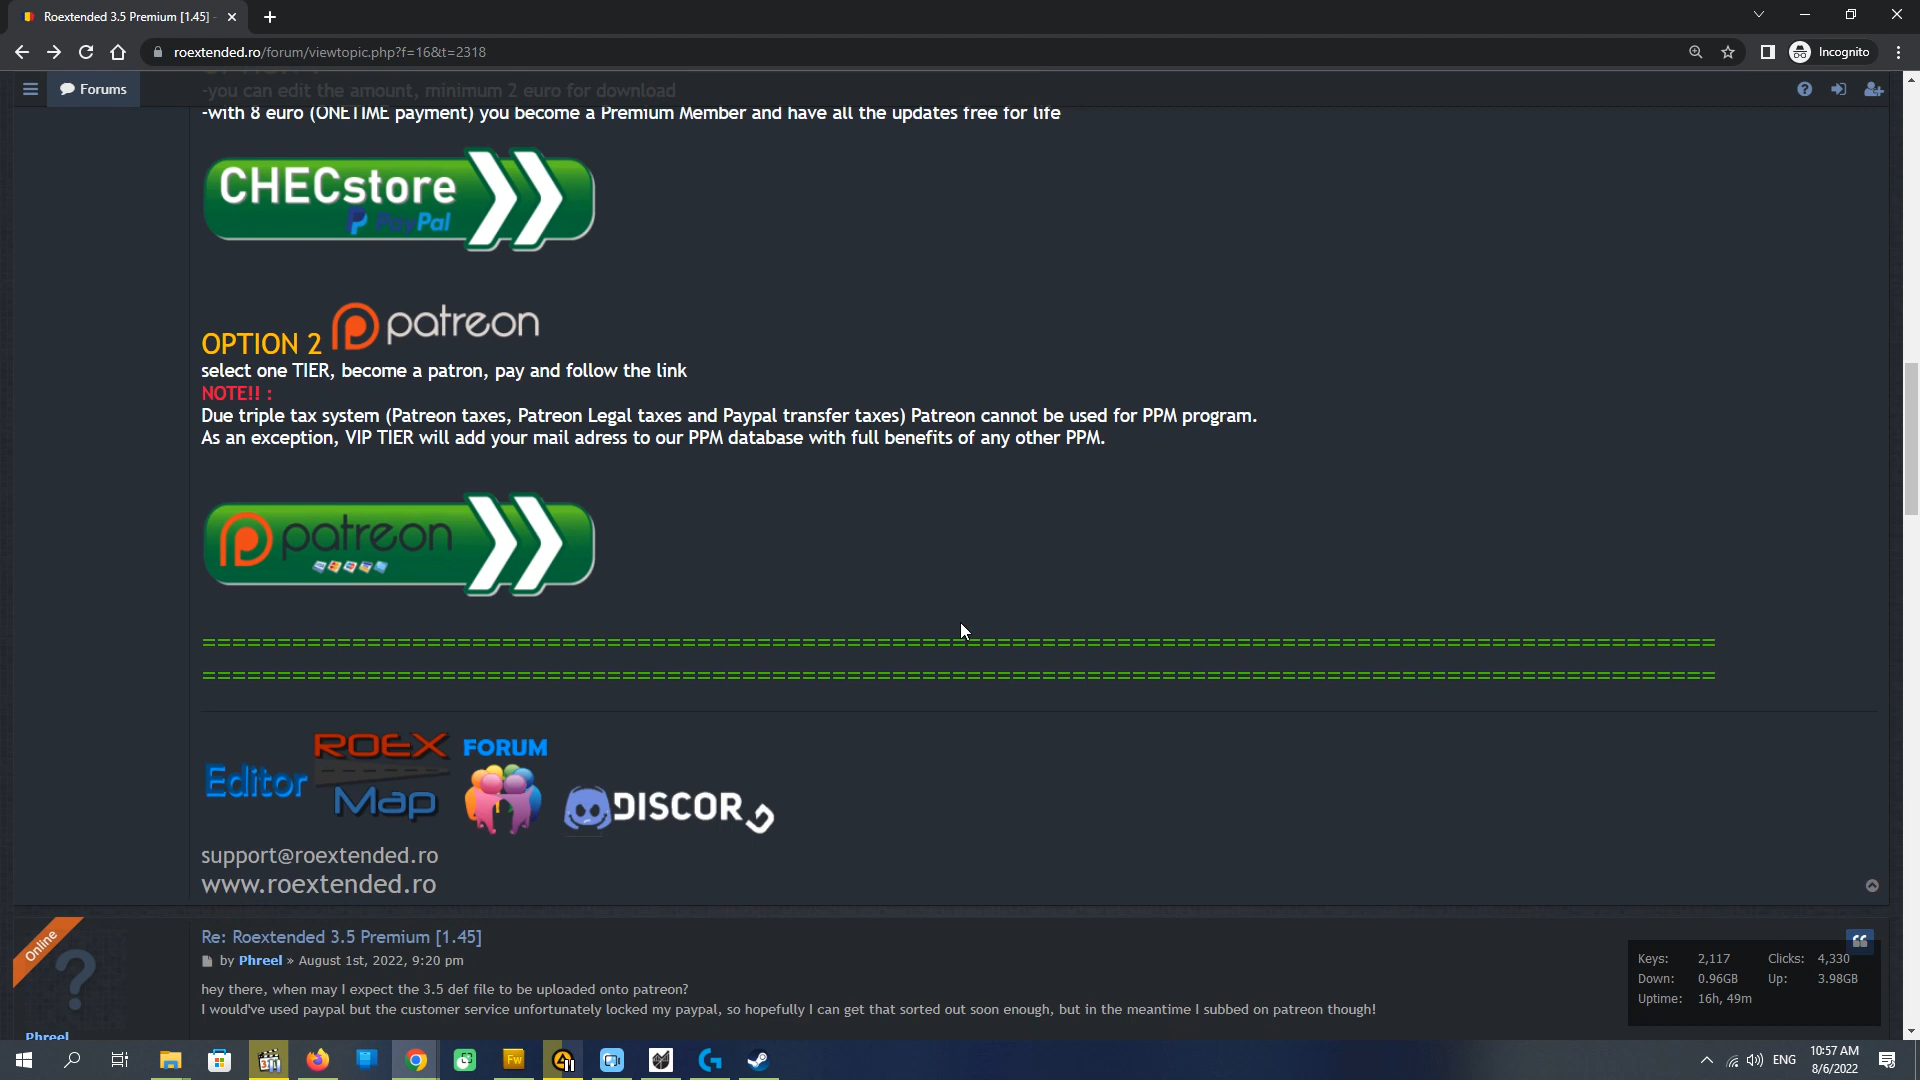 Roextended 3.5 Premium [1.45] -
roextended.ro/forum/viewtopic.php?f=16&t=2318
Incognito
Forums
-you can edit the amount, minimum 2 euro for download
-with 8 euro (ONETIME payment) you become a Premium Member and have all the updates free for life
CHECstore
PayPal
OPTION 2 patreon
select one TIER, become a patron, pay and follow the link
NOTE!! :
Due triple tax system (Patreon taxes, Patreon Legal taxes and Paypal transfer taxes) Patreon cannot be used for PPM program.
As an exception, VIP TIER will add your mail adress to our PPM database with full benefits of any other PPM.
patreon
ROEX FORUM
Editor
Map DISCORD
support@roextended.ro
www.roextended.ro
Online
Re: Roextended 3.5 Premium [1.45]
by Phreel » August 1st, 2022, 9:20 pm
Keys: 2,117 Clicks: 4,330
Down: 0.96GB Up: 3.98GB
Uptime: 16h, 49m
hey there, when may I expect the 3.5 def file to be uploaded onto patreon?
I would've used paypal but the customer service unfortunately locked my paypal, so hopefully I can get that sorted out soon enough, but in the meantime I subbed on patreon though!
Phreel
Fw
ENG
10:57 AM
8/6/2022